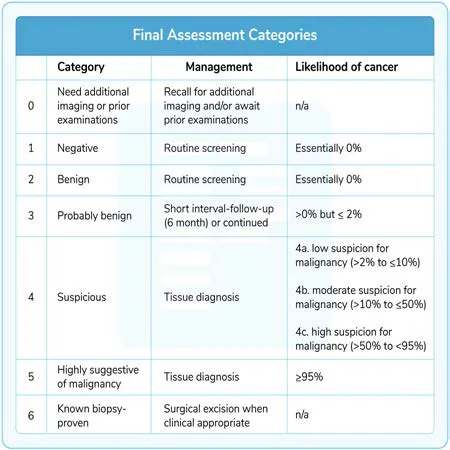 Final Assessment Categories
Category Management Likelihood of cancer
0 Need additional imaging or prior examinations Recall for additional imaging and/or await prior examinations n/a
1 Negative Routine screening Essentially 0%
2 Benign Routine screening Essentially 0%
3 Probably benign Short interval-follow-up (6 month) or continued >0% but ≤ 2%
4 Suspicious Tissue diagnosis 4a. low suspicion for malignancy (>2% to ≤10%)
4b. moderate suspicion for malignancy (>10% to ≤50%)
4c. high suspicion for malignancy (>50% to <95%)
5 Highly suggestive of malignancy Tissue diagnosis ≥95%
6 Known biopsy-proven Surgical excision when clinical appropriate n/a